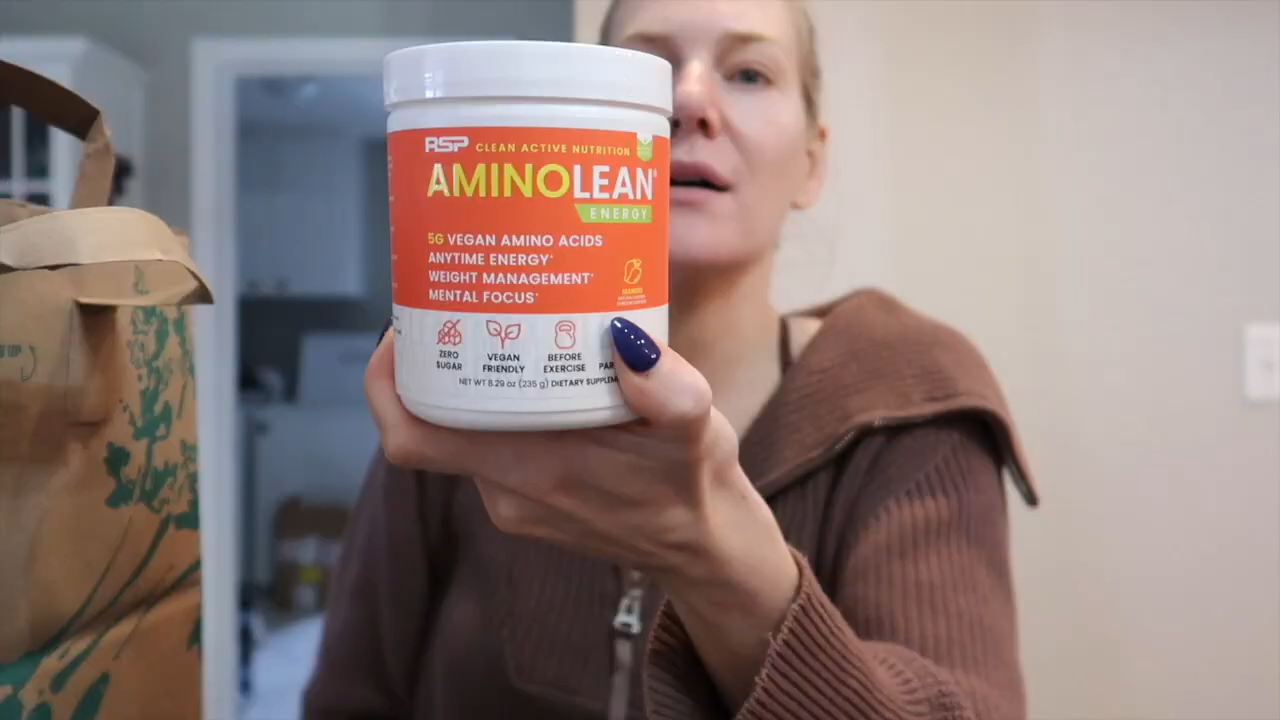 RSP CLEAN ACTIVE NUTRITION
AMINOLEAN®
ENERGY
5G VEGAN AMINO ACIDS
ANYTIME ENERGY*
WEIGHT MANAGEMENT*
MENTAL FOCUS*
MANGO
ZERO SUGAR
VEGAN FRIENDLY
BEFORE EXERCISE
NET WT 8.29 oz (235 g) DIETARY